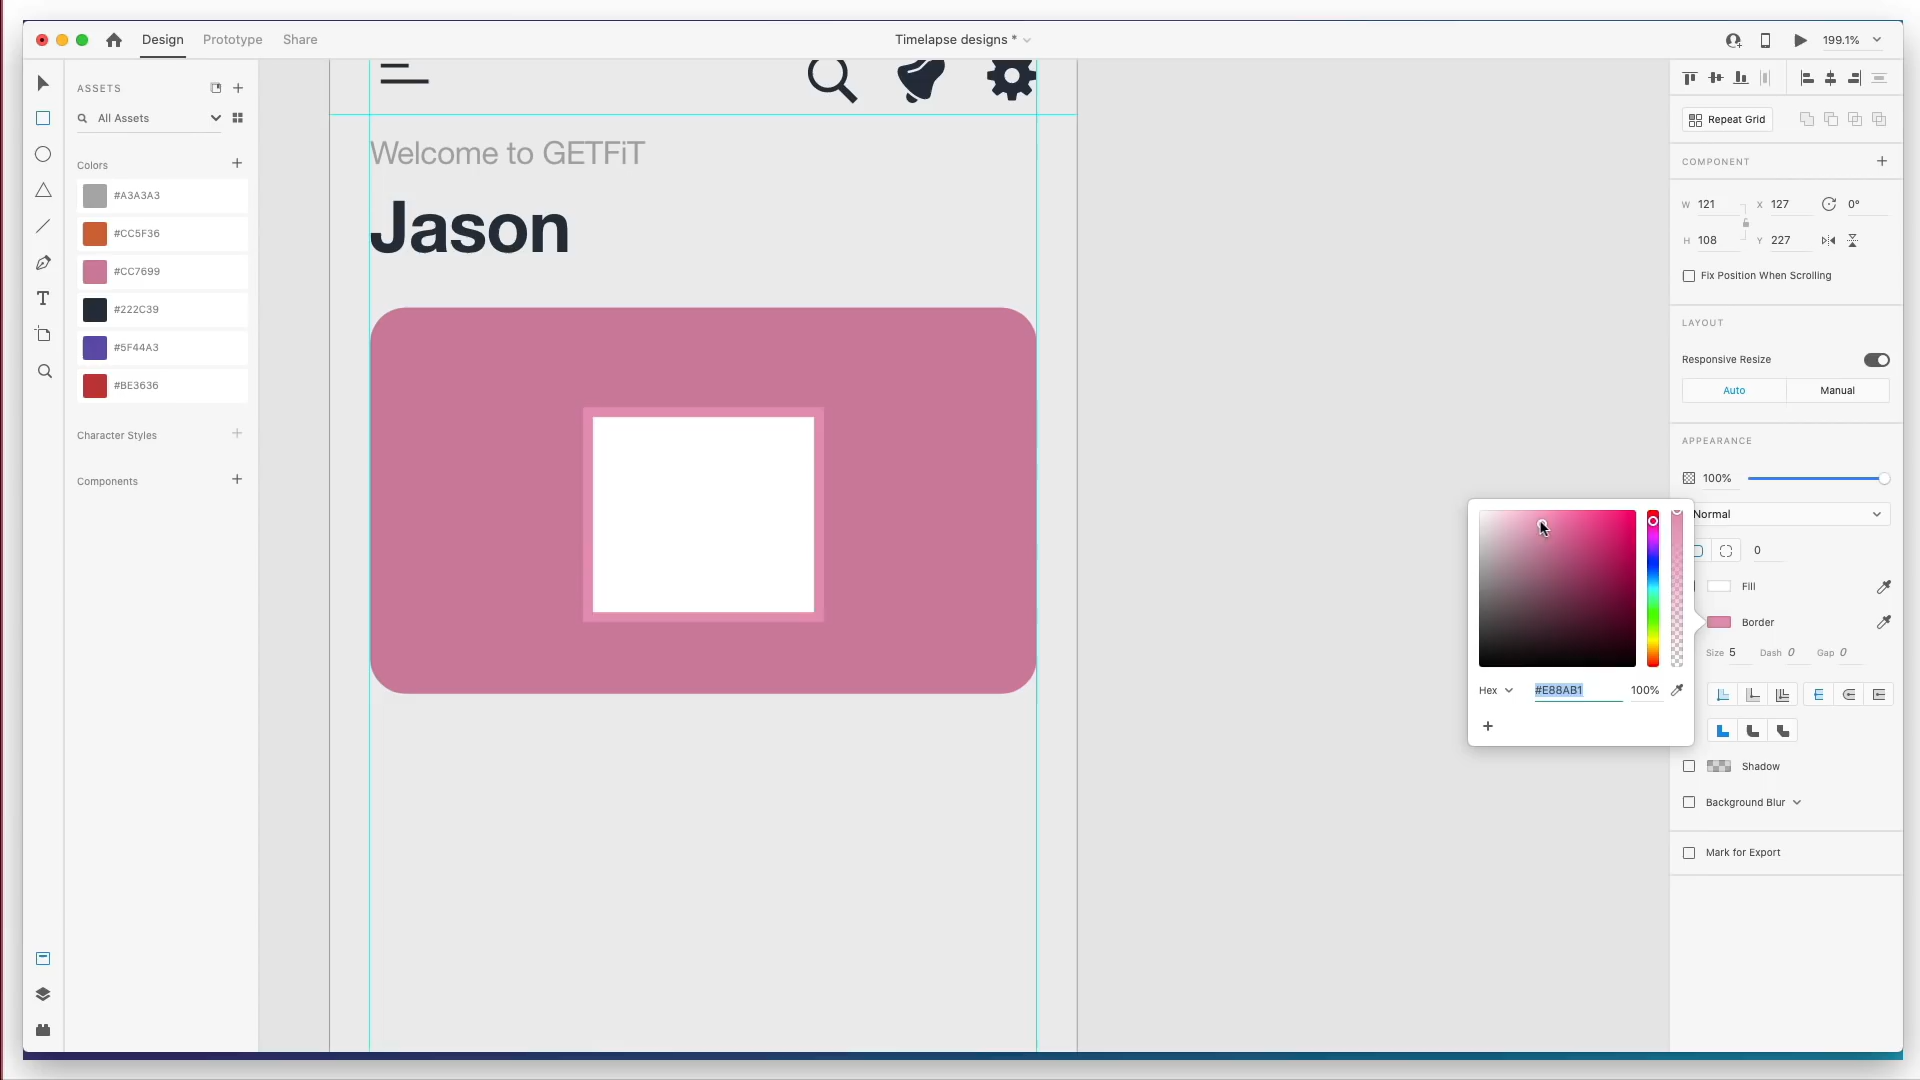 Design
Prototype
Share
Timelapse designs *
199.1%
ASSETS
All Assets
Colors
#A3A3A3
#CC5F36
#CC7699
#222C39
#5F44A3
#BE3636
Character Styles
Components
Welcome to GETFiT
Jason
Repeat Grid
COMPONENT
W 121 X 127 0°
H 108 Y 227
Fix Position When Scrolling
LAYOUT
Responsive Resize
Auto Manual
APPEARANCE
100%
Normal
0
Fill
Border
Size 5 Dash 0 Gap 0
Hex #E88AB1 100%
Shadow
Background Blur
Mark for Export